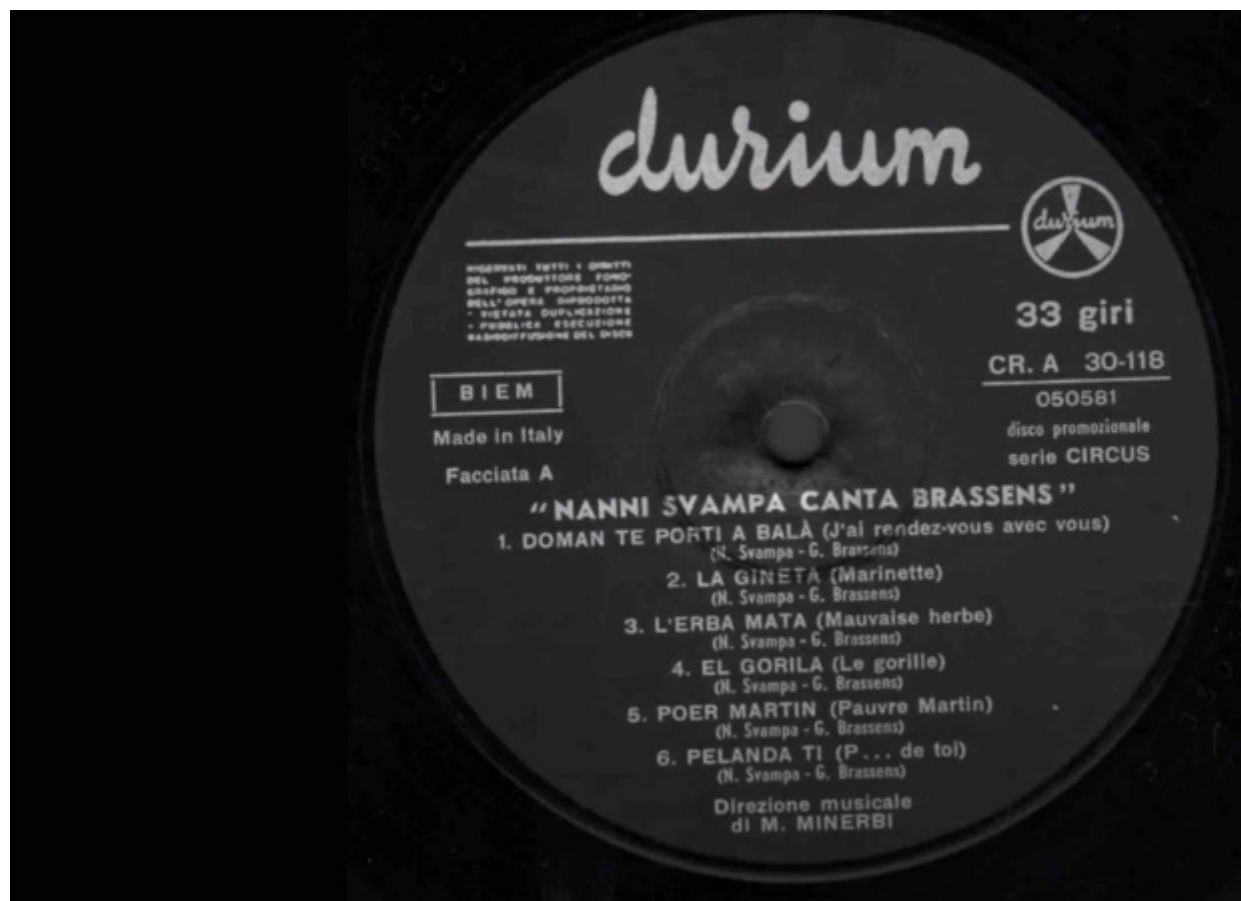 durium
durium
RISERVATI TUTTI I DIRITTI
DEL PRODUTTORE FONO-
GRAFICO E PROPRIETARIO
DELL'OPERA RIPRODOTTA
- VIETATA DUPLICAZIONE
- PUBBLICA ESECUZIONE
RADIODIFFUSIONE DEL DISCO
33 giri
CR. A 30-118
050581
disco promozionale
serie CIRCUS
BIEM
Made in Italy
Facciata A
"NANNI SVAMPA CANTA BRASSENS"
1. DOMAN TE PORTI A BALÀ (J'ai rendez-vous avec vous)
(N. Svampa - G. Brassens)
2. LA GINETA (Marinette)
(N. Svampa - G. Brassens)
3. L'ERBA MATA (Mauvaise herbe)
(N. Svampa - G. Brassens)
4. EL GORILA (Le gorille)
(N. Svampa - G. Brassens)
5. POER MARTIN (Pauvre Martin)
(N. Svampa - G. Brassens)
6. PELANDA TI (P... de toi)
(N. Svampa - G. Brassens)
Direzione musicale
di M. MINERBI